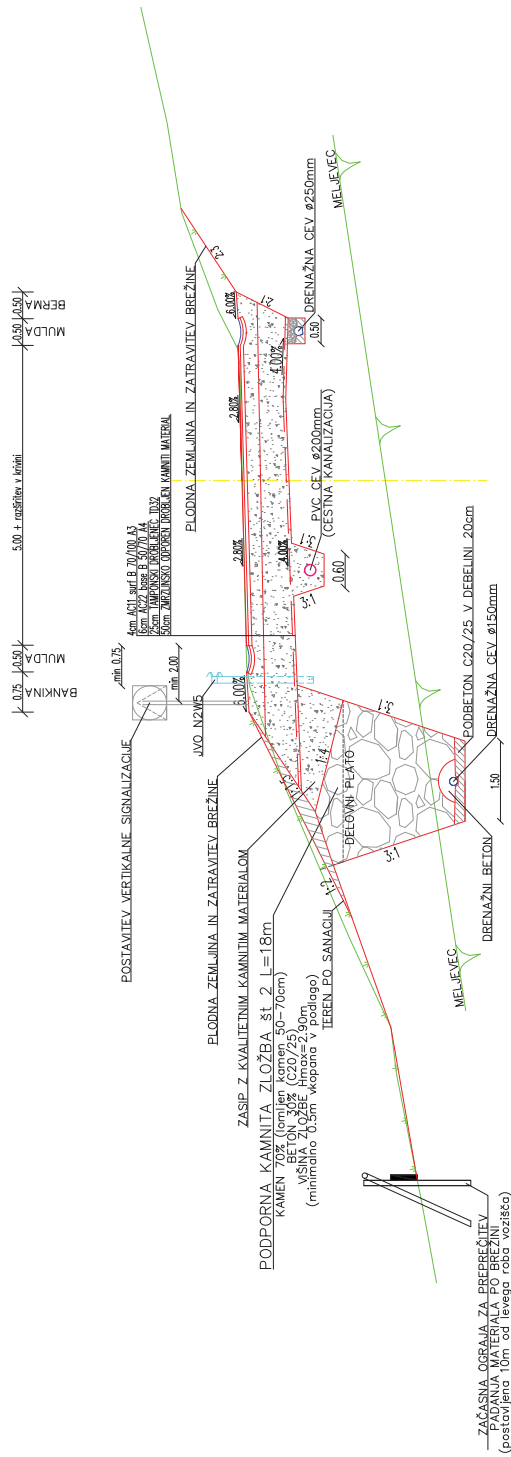 BERMA
0.50
MULDA
0.50
5.00 + razširitev v krivini
MULDA
0.50
BANKINA
0.75
min 0.75
min 2.00
4cm AC11 surf B 70/100 A3
6cm AC22 base B 50/70 A4
25cm TAMPONSKI DROBLJENEC TD32
50cm ZMRZLINSKO ODPOREN DROBLJEN KAMNITI MATERIAL
POSTAVITEV VERTIKALNE SIGNALIZACIJE
JVO N2W5
PLODNA ZEMLJINA IN ZATRAVITEV BREŽINE
2:3
6.00%
2:1
2.80%
2.80%
6.00%
4.00%
4.00%
DRENAŽNA CEV ø250mm
0.50
MELJEVEC
PVC CEV ø200mm
(CESTNA KANALIZACIJA)
3:1
3:1
0.60
PLODNA ZEMLJINA IN ZATRAVITEV BREŽINE
1:1.5
ZASIP Z KVALITETNIM KAMNITIM MATERIALOM
PODPORNA KAMNITA ZLOŽBA št 2 L=18m
KAMEN 70% (lomljen kamen 50-70cm)
BETON 30% (C20/25)
VIŠINA ZLOŽBE Hmax=2.90m
(minimalno 0.5m vkopana v podlago)
TEREN PO SANACIJI
1:2
1:4
DELOVNI PLATO
3:1
3:1
PODBETON C20/25 V DEBELINI 20cm
DRENAŽNA CEV ø150mm
1.50
DRENAŽNI BETON
MELJEVEC
ZAČASNA OGRAJA ZA PREPREČITEV
PADANJA MATERIALA PO BREŽINI
(postavljena 10m od levega roba vozišča)